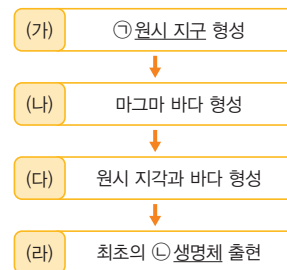 (가) ㉠원시 지구 형성
(나) 마그마 바다 형성
(다) 원시 지각과 바다 형성
(라) 최초의 ㉡생명체 출현